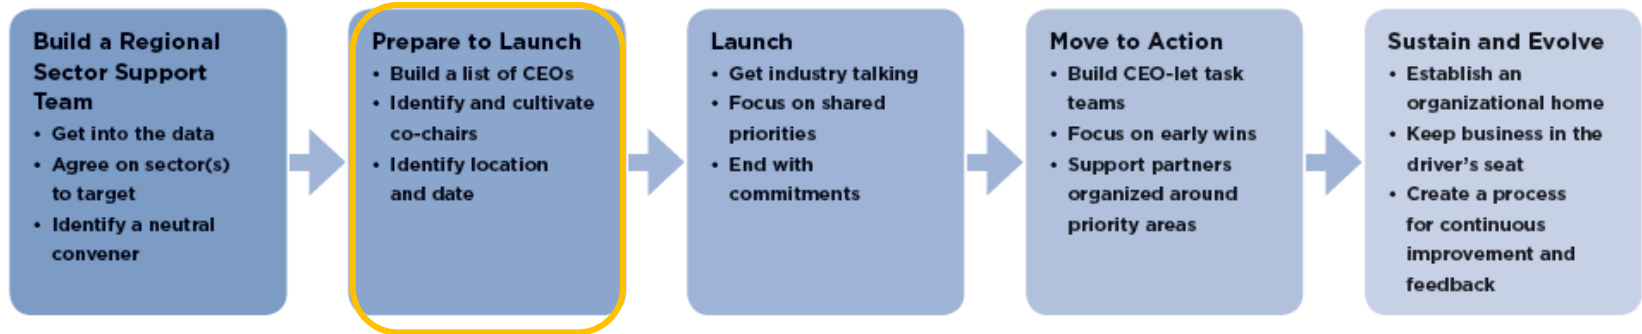 Build a Regional
Sector Support
Team
• Get into the data
• Agree on sector(s)
to target
• Identify a neutral
convener
Prepare to Launch
• Build a list of CEOs
• Identify and cultivate
co-chairs
• Identify location
and date
Launch
• Get industry talking
• Focus on shared
priorities
• End with
commitments
Move to Action
• Build CEO-let task
teams
• Focus on early wins
• Support partners
organized around
priority areas
Sustain and Evolve
• Establish an
organizational home
• Keep business in the
driver's seat
• Create a process
for continuous
improvement and
feedback